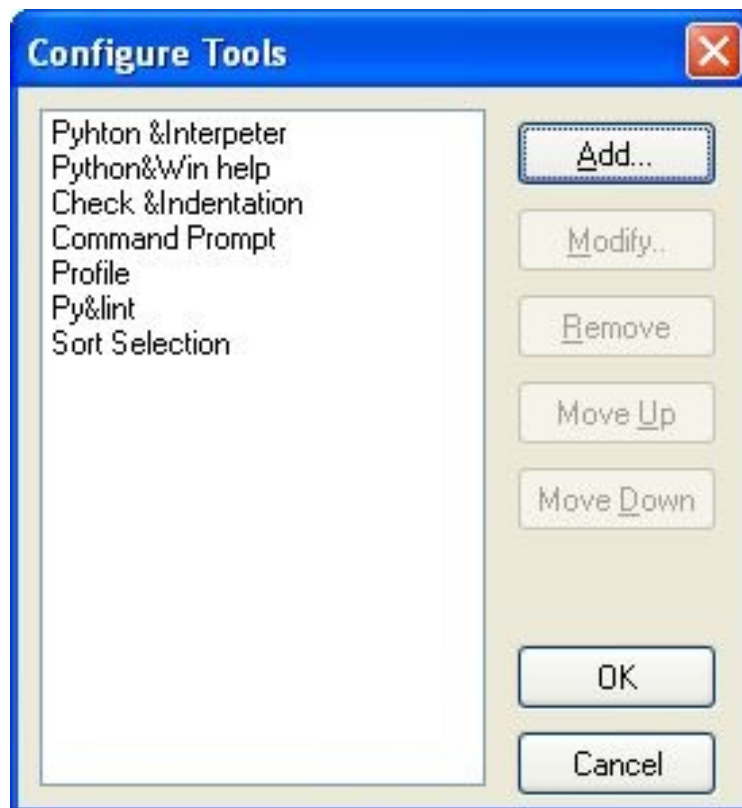 Configure Tools
Pyhton &Interpeter
Python&Win help
Check &Indentation
Command Prompt
Profile
Py&lint
Sort Selection
Add...
Modify..
Remove
Move Up
Move Down
OK
Cancel